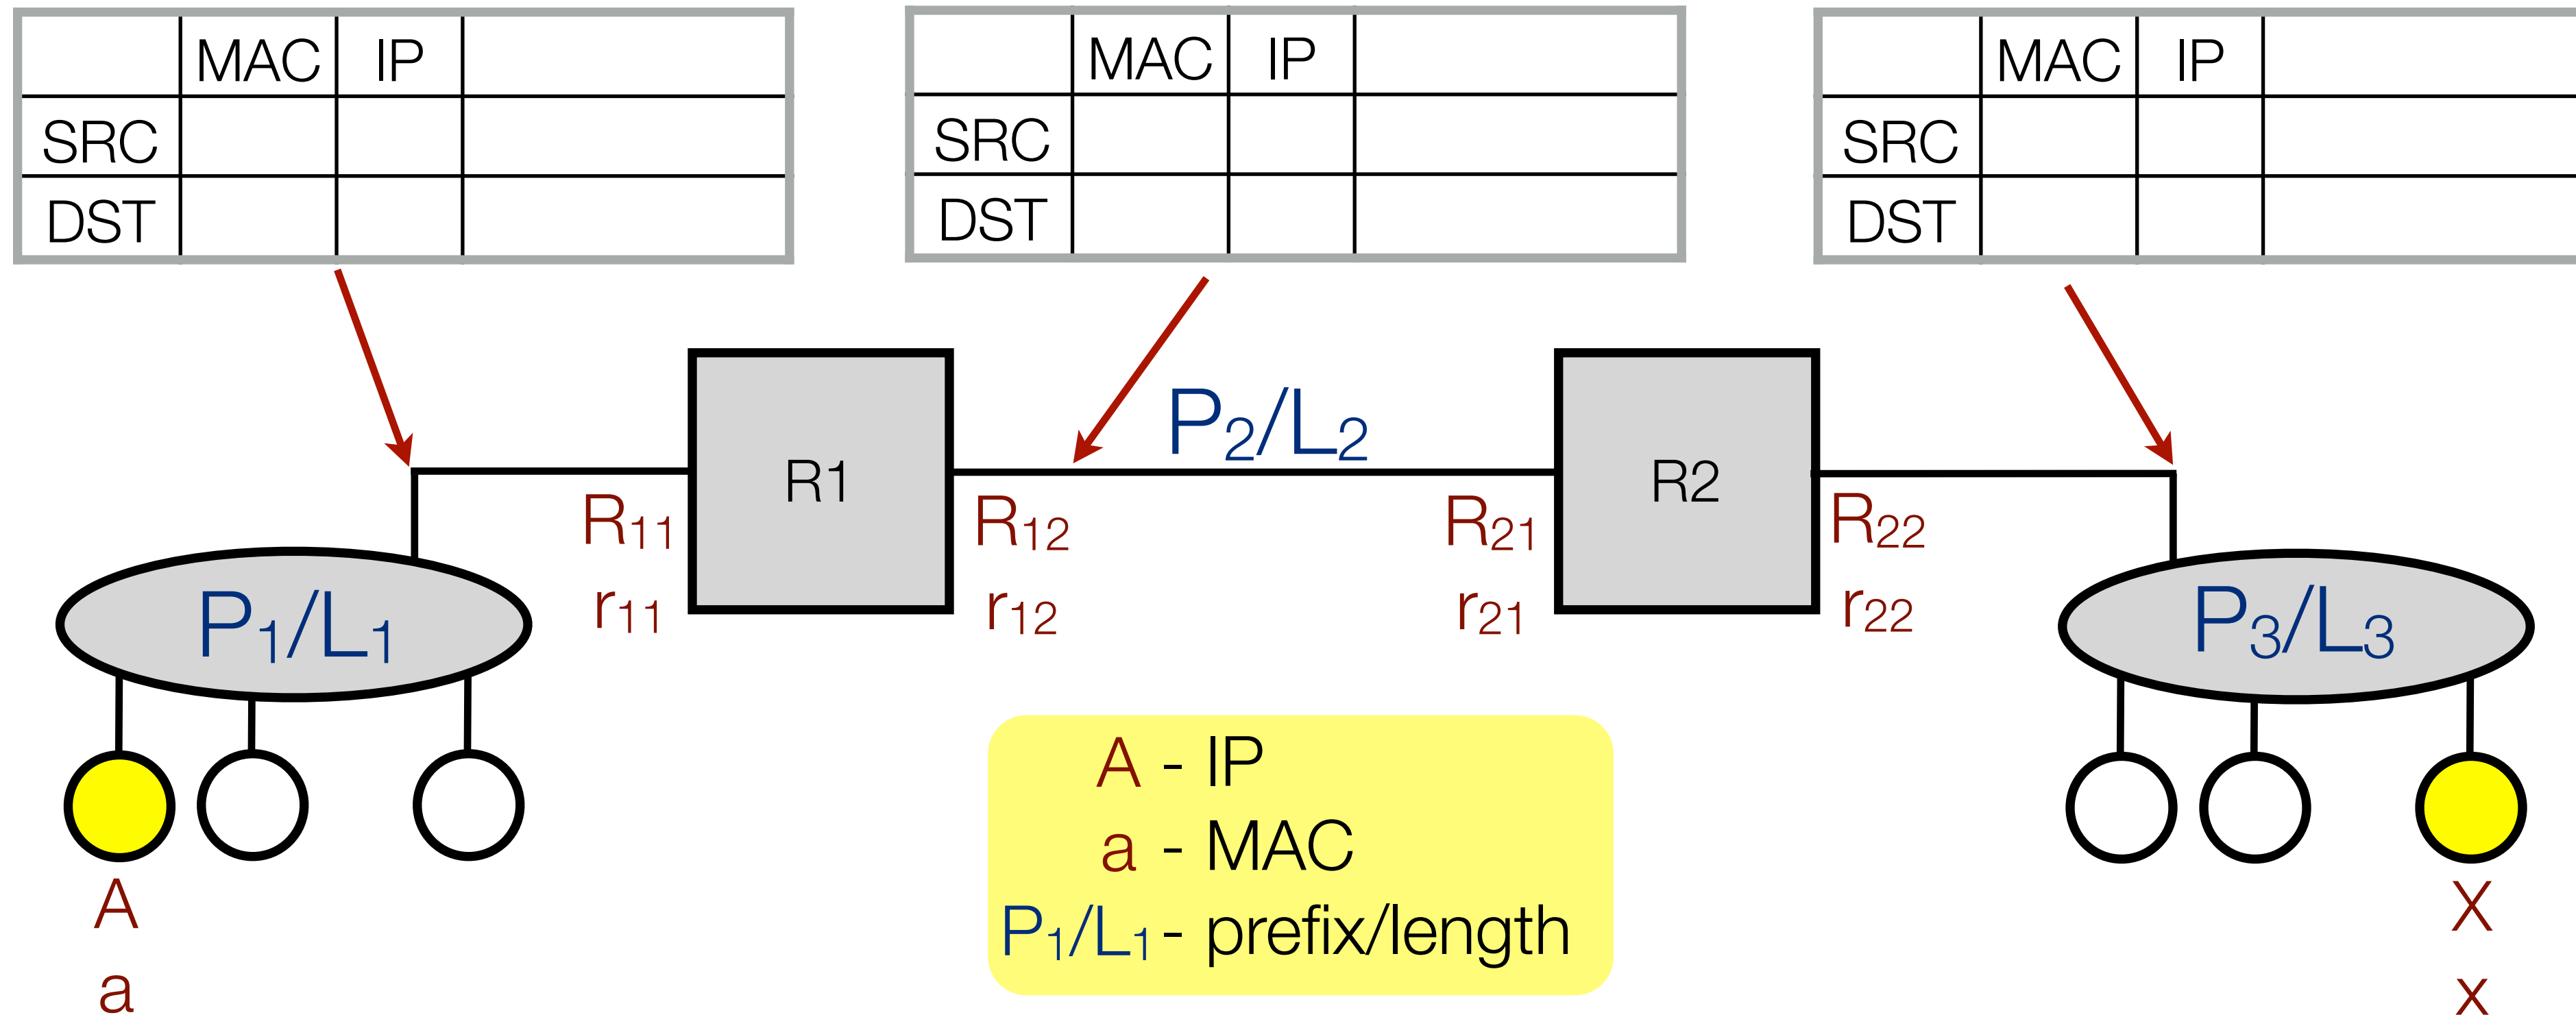 MAC IP
SRC
DST
MAC IP
SRC
DST
MAC IP
SRC
DST
R1
P₂/L₂
R2
R₁₁
r₁₁
R₁₂
r₁₂
R₂₁
r₂₁
R₂₂
r₂₂
P₁/L₁
P₃/L₃
A - IP
a - MAC
P₁/L₁ - prefix/length
A
a
X
x